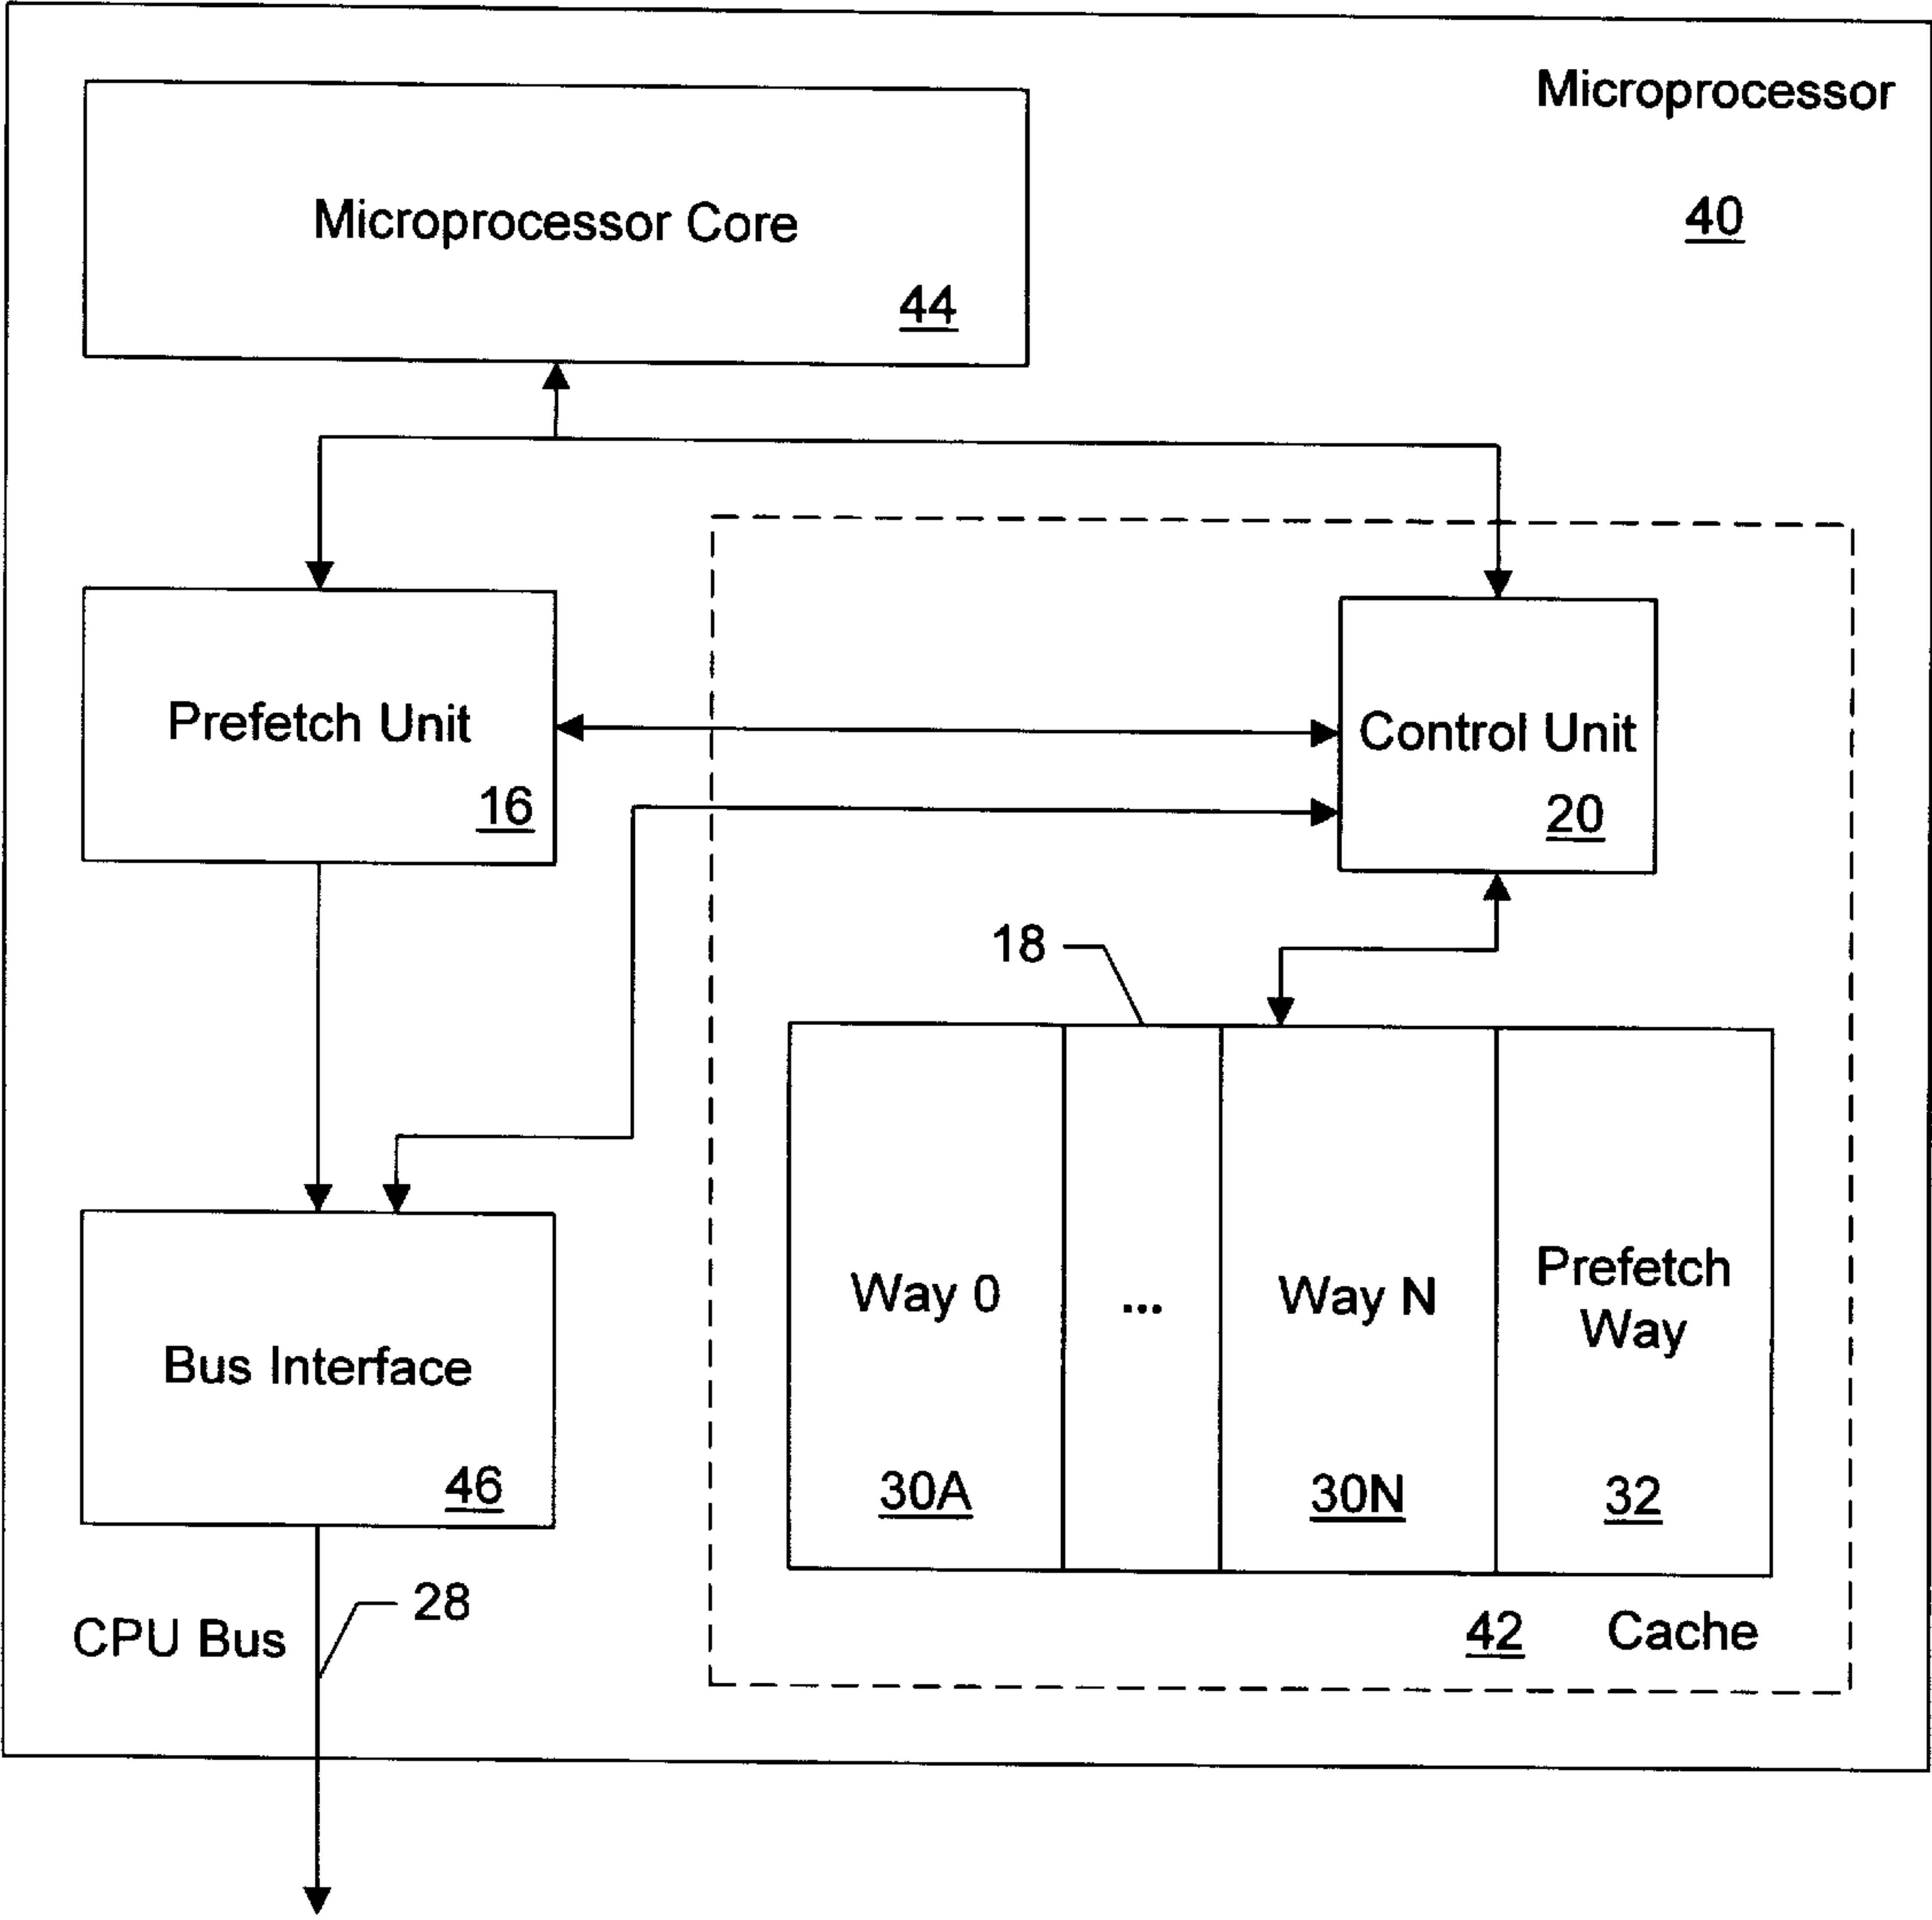 Microprocessor
40
Microprocessor Core
44
Prefetch Unit
16
Control Unit
20
18
Way 0
30A
...
Way N
30N
Prefetch
Way
32
Bus Interface
46
42 Cache
CPU Bus
28